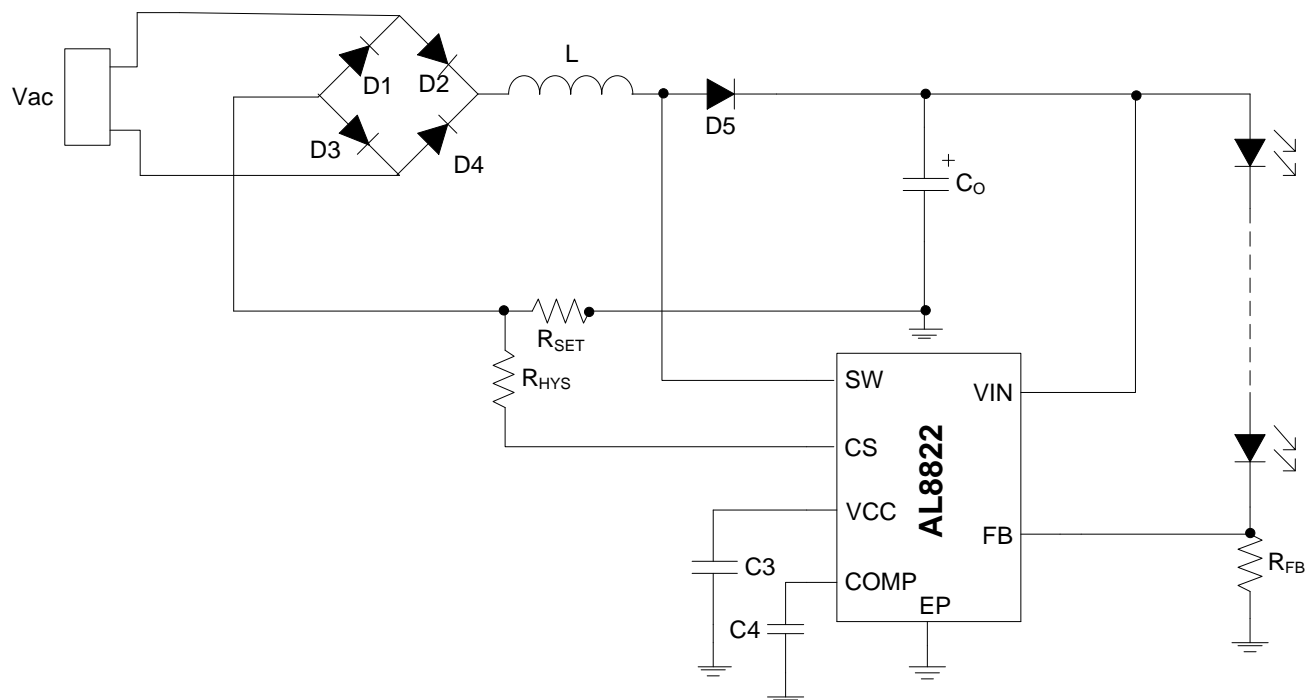 Vac
D1
D2
D3
D4
L
D5
+
CO
RSET
RHYS
SW
VIN
CS
AL8822
VCC
FB
COMP
EP
C3
C4
RFB